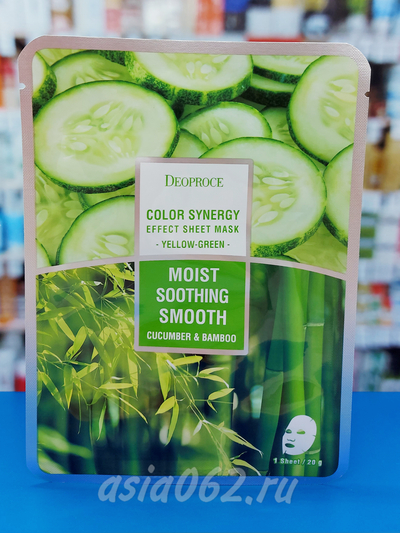 DEOPROCE
COLOR SYNERGY
EFFECT SHEET MASK
- YELLOW-GREEN -
MOIST
SOOTHING
SMOOTH
CUCUMBER & BAMBOO
1 Sheet / 20 g
asia062.ru